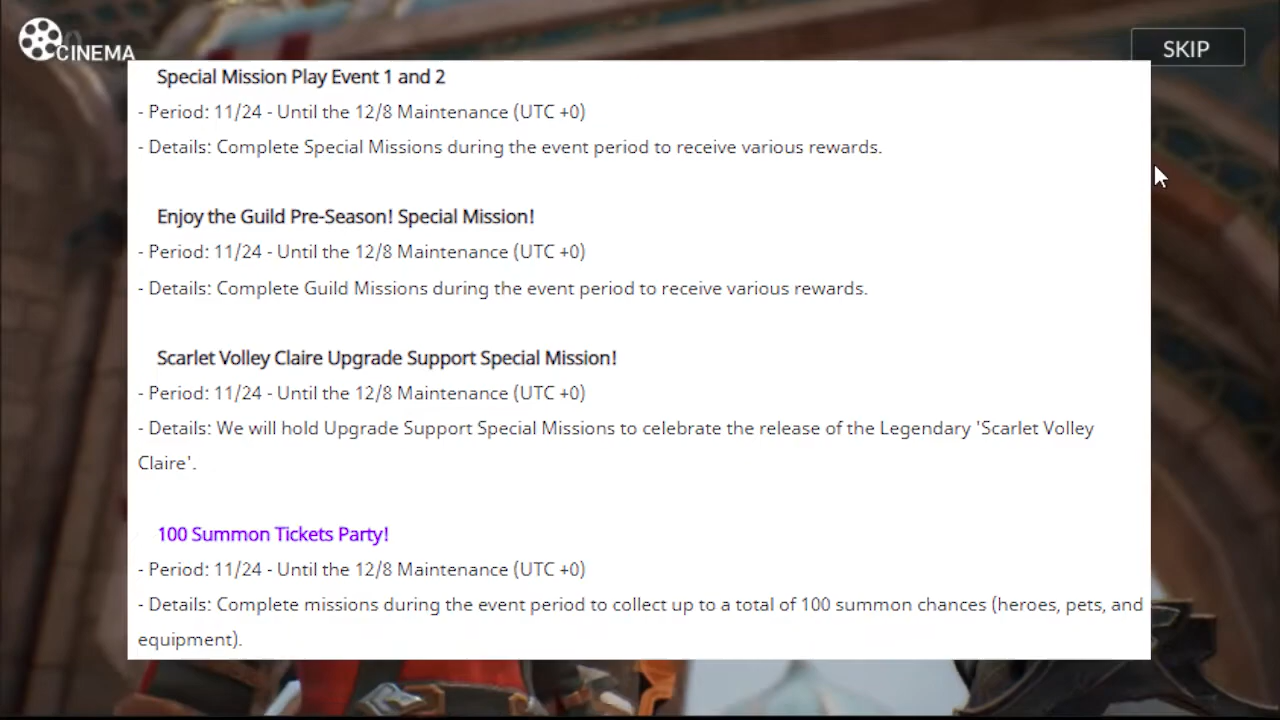 CINEMA
SKIP
Special Mission Play Event 1 and 2
- Period: 11/24 - Until the 12/8 Maintenance (UTC +0)
- Details: Complete Special Missions during the event period to receive various rewards.
Enjoy the Guild Pre-Season! Special Mission!
- Period: 11/24 - Until the 12/8 Maintenance (UTC +0)
- Details: Complete Guild Missions during the event period to receive various rewards.
Scarlet Volley Claire Upgrade Support Special Mission!
- Period: 11/24 - Until the 12/8 Maintenance (UTC +0)
- Details: We will hold Upgrade Support Special Missions to celebrate the release of the Legendary 'Scarlet Volley
Claire'.
100 Summon Tickets Party!
- Period: 11/24 - Until the 12/8 Maintenance (UTC +0)
- Details: Complete missions during the event period to collect up to a total of 100 summon chances (heroes, pets, and
equipment).